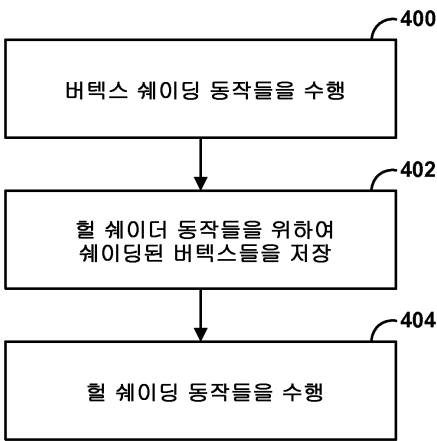 400
버텍스 쉐이딩 동작들을 수행
402
헐 쉐이더 동작들을 위하여
쉐이딩된 버텍스들을 저장
404
헐 쉐이딩 동작들을 수행